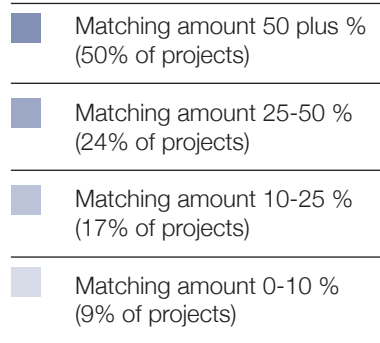 Matching amount 50 plus %
(50% of projects)
Matching amount 25-50 %
(24% of projects)
Matching amount 10-25 %
(17% of projects)
Matching amount 0-10 %
(9% of projects)